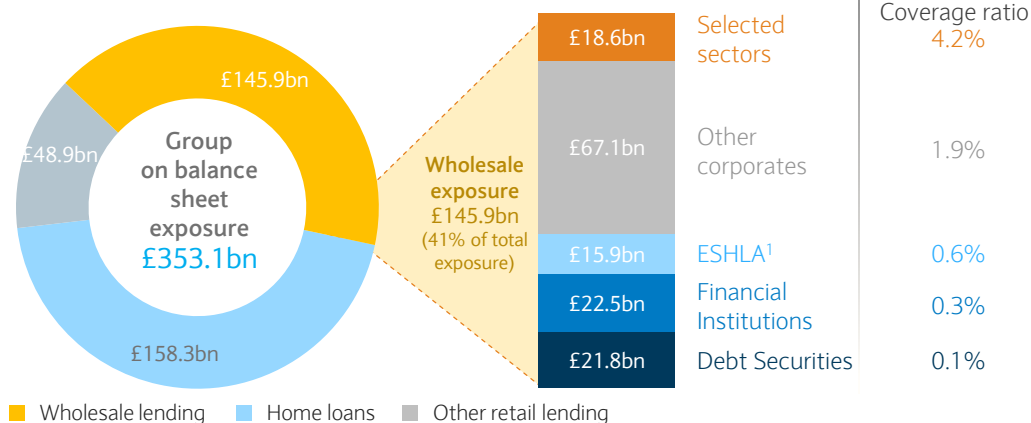 £145.9bn
£48.9bn
Group
on balance
sheet
exposure
£353.1bn
£158.3bn
Wholesale
exposure
£145.9bn
(41% of total
exposure)
£18.6bn
£67.1bn
£15.9bn
£22.5bn
£21.8bn
Selected
sectors
Other
corporates
ESHLA¹
Financial
Institutions
Debt Securities
Coverage ratio
4.2%
1.9%
0.6%
0.3%
0.1%
Wholesale lending
Home loans
Other retail lending